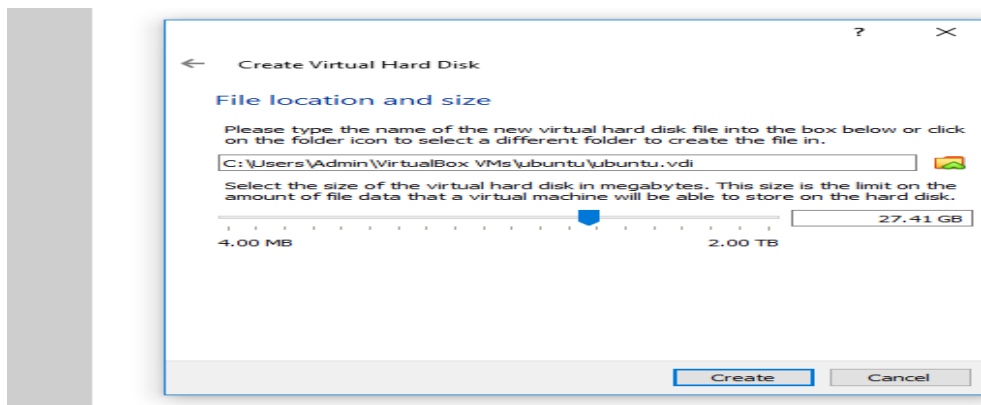 ?
Create Virtual Hard Disk
File location and size
Please type the name of the new virtual hard disk file into the box below or click
on the folder icon to select a different folder to create the file in.
C:\Users\Admin\VirtualBox VMs\ubuntu\ubuntu.vdi
Select the size of the virtual hard disk in megabytes. This size is the limit on the
amount of file data that a virtual machine will be able to store on the hard disk.
27.41 GB
4.00 MB 2.00 TB
Create Cancel